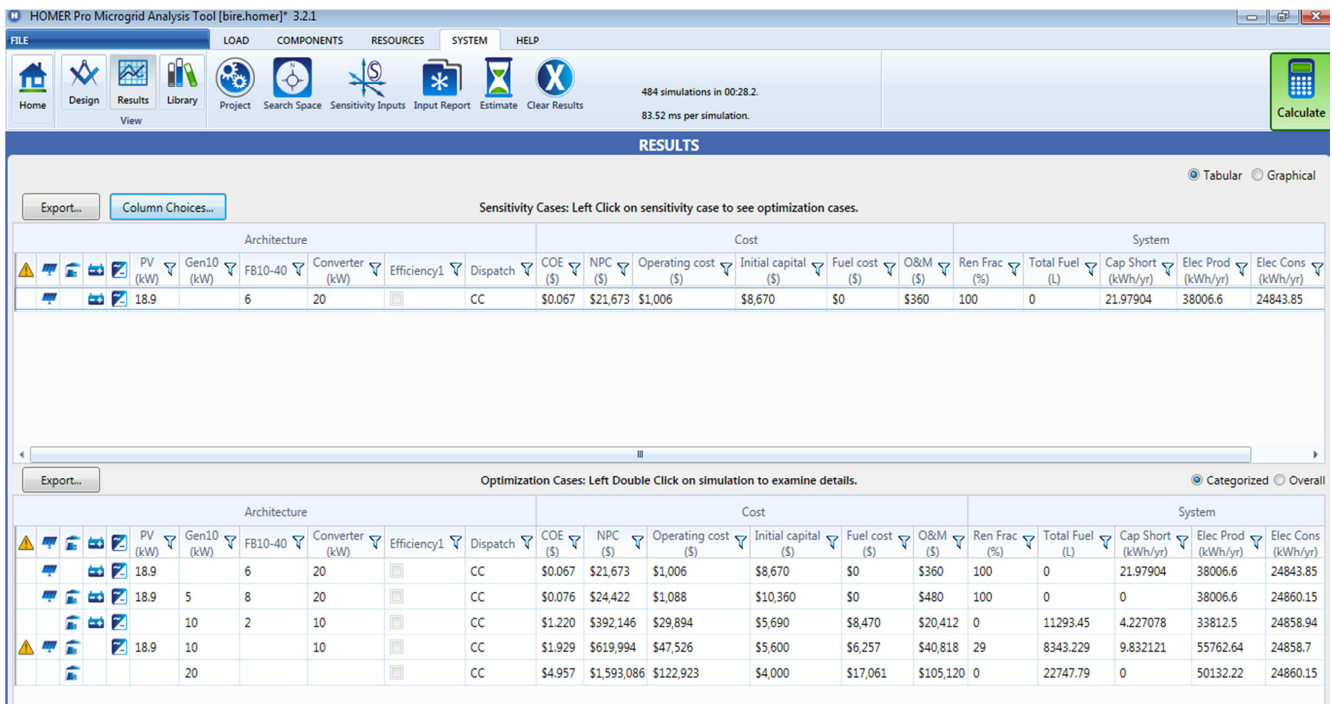 HOMER Pro Microgrid Analysis Tool [bire.homer]* 3.2.1
FILE LOAD COMPONENTS RESOURCES SYSTEM HELP
Home Design Results Library Project Search Space Sensitivity Inputs Input Report Estimate Clear Results
View
484 simulations in 00:28.2.
83.52 ms per simulation.
Calculate
RESULTS
Tabular Graphical
Export... Column Choices... Sensitivity Cases: Left Click on sensitivity case to see optimization cases.
Architecture Cost System
PV (kW) Gen10 (kW) FB10-40 Converter (kW) Efficiency1 Dispatch COE ($) NPC ($) Operating cost ($) Initial capital ($) Fuel cost ($) O&M ($) Ren Frac (%) Total Fuel (L) Cap Short (kWh/yr) Elec Prod (kWh/yr) Elec Cons (kWh/yr)
18.9 6 20 CC $0.067 $21,673 $1,006 $8,670 $0 $360 100 0 21.97904 38006.6 24843.85
Export... Optimization Cases: Left Double Click on simulation to examine details. Categorized Overall
Architecture Cost System
PV (kW) Gen10 (kW) FB10-40 Converter (kW) Efficiency1 Dispatch COE ($) NPC ($) Operating cost ($) Initial capital ($) Fuel cost ($) O&M ($) Ren Frac (%) Total Fuel (L) Cap Short (kWh/yr) Elec Prod (kWh/yr) Elec Cons (kWh/yr)
18.9 6 20 CC $0.067 $21,673 $1,006 $8,670 $0 $360 100 0 21.97904 38006.6 24843.85
18.9 5 8 20 CC $0.076 $24,422 $1,088 $10,360 $0 $480 100 0 0 38006.6 24860.15
10 2 10 CC $1.220 $392,146 $29,894 $5,690 $8,470 $20,412 0 11293.45 4.227078 33812.5 24858.94
18.9 10 10 CC $1.929 $619,994 $47,526 $5,600 $6,257 $40,818 29 8343.229 9.832121 55762.64 24858.7
20 CC $4.957 $1,593,086 $122,923 $4,000 $17,061 $105,120 0 22747.79 0 50132.22 24860.15